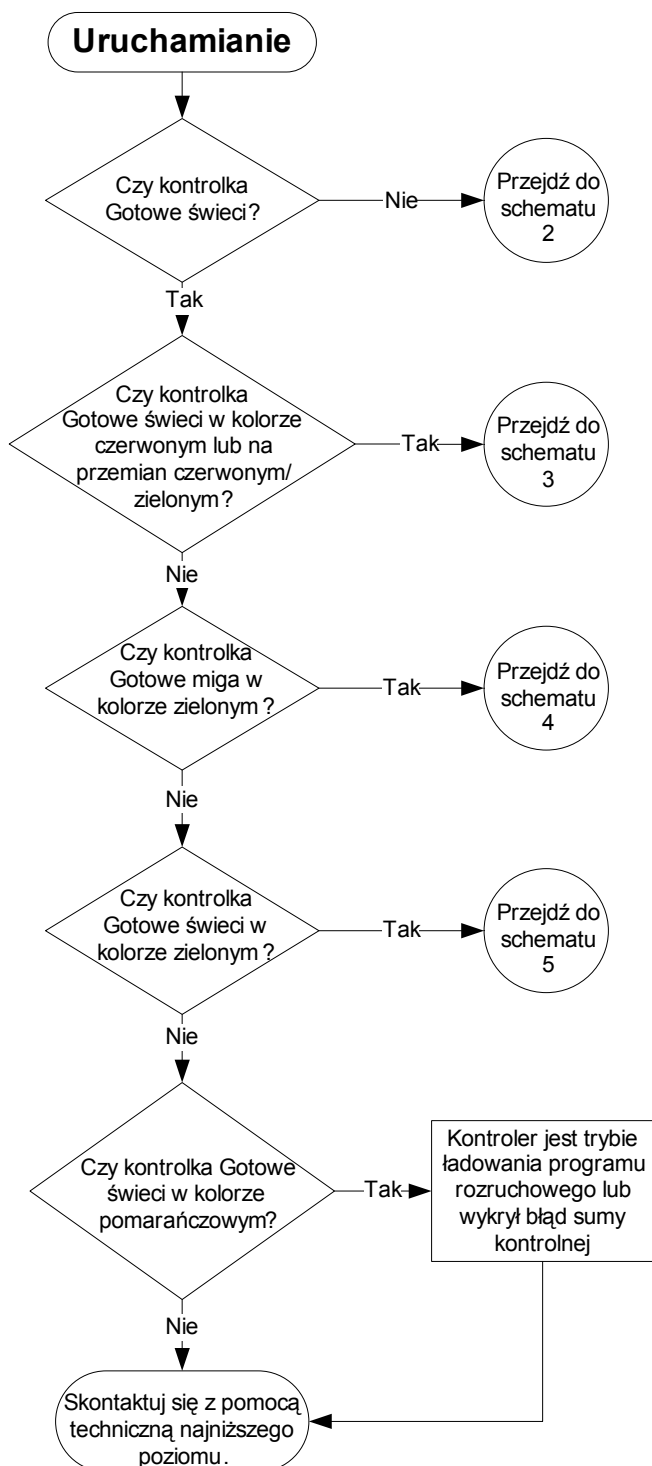 Uruchamianie
Czy kontrolka
Gotowe świeci?
Nie
Przejdź do
schematu
2
Tak
Czy kontrolka
Gotowe świeci w kolorze
czerwonym lub na
przemian czerwonym/
zielonym?
Tak
Przejdź do
schematu
3
Nie
Czy kontrolka
Gotowe miga w
kolorze zielonym?
Tak
Przejdź do
schematu
4
Nie
Czy kontrolka
Gotowe świeci w
kolorze zielonym?
Tak
Przejdź do
schematu
5
Nie
Czy kontrolka Gotowe
świeci w kolorze
pomarańczowym?
Tak
Kontroler jest trybie
ładowania programu
rozruchowego lub
wykrył błąd sumy
kontrolnej
Nie
Skontaktuj się z pomocą
techniczną najniższego
poziomu.